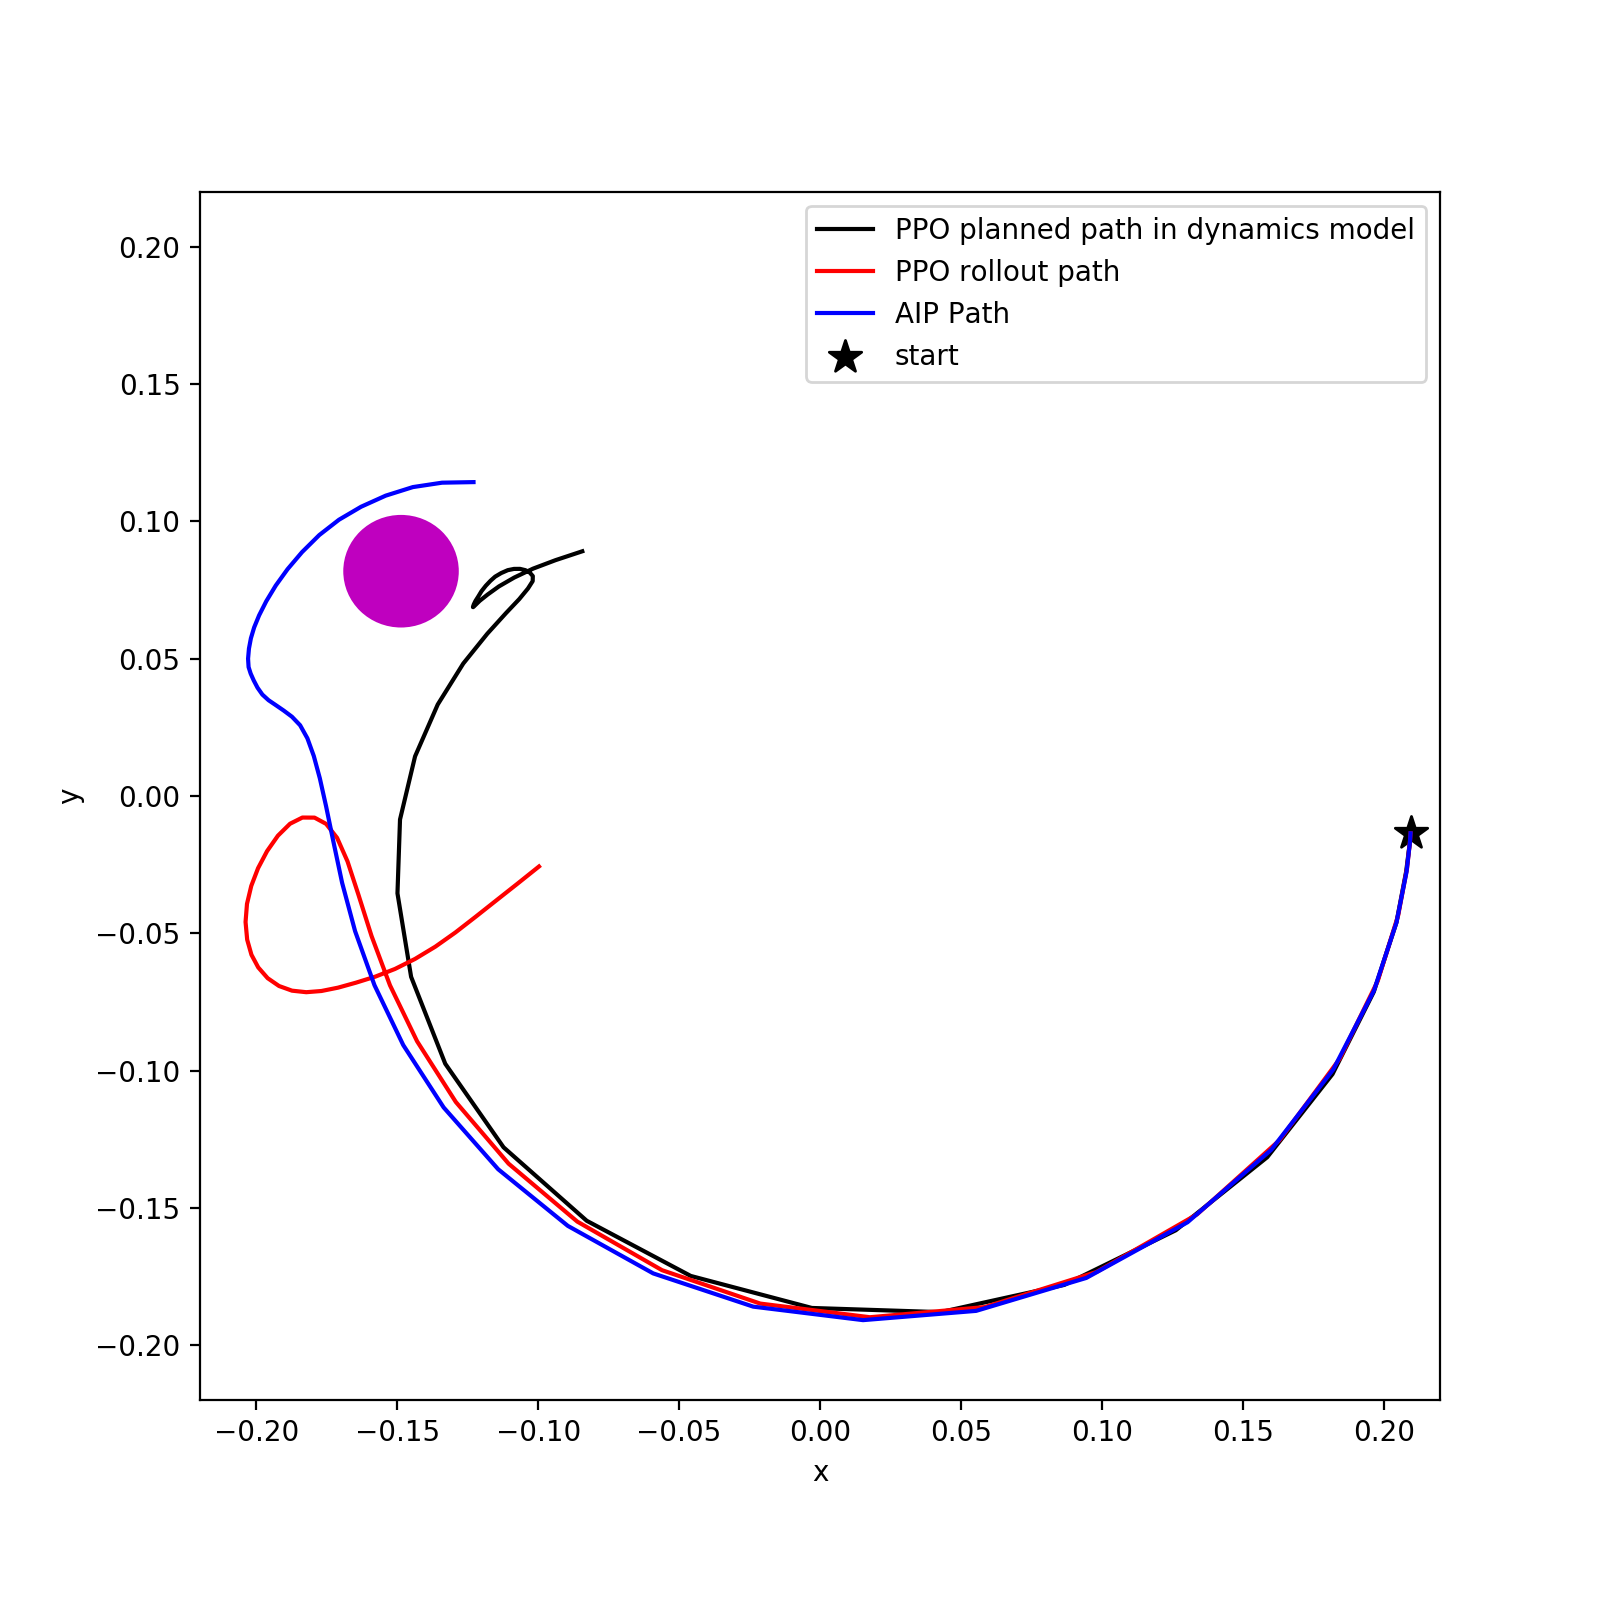 PPO planned path in dynamics model
PPO rollout path
AIP Path
start
0.20
0.15
0.10
0.05
0.00
−0.05
−0.10
−0.15
−0.20
y
−0.20 −0.15 −0.10 −0.05 0.00 0.05 0.10 0.15 0.20
x